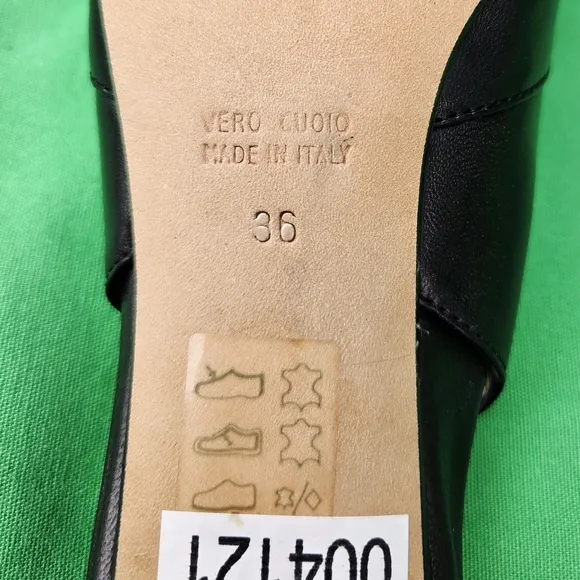 VERO CUOIO
MADE IN ITALY
36
004121